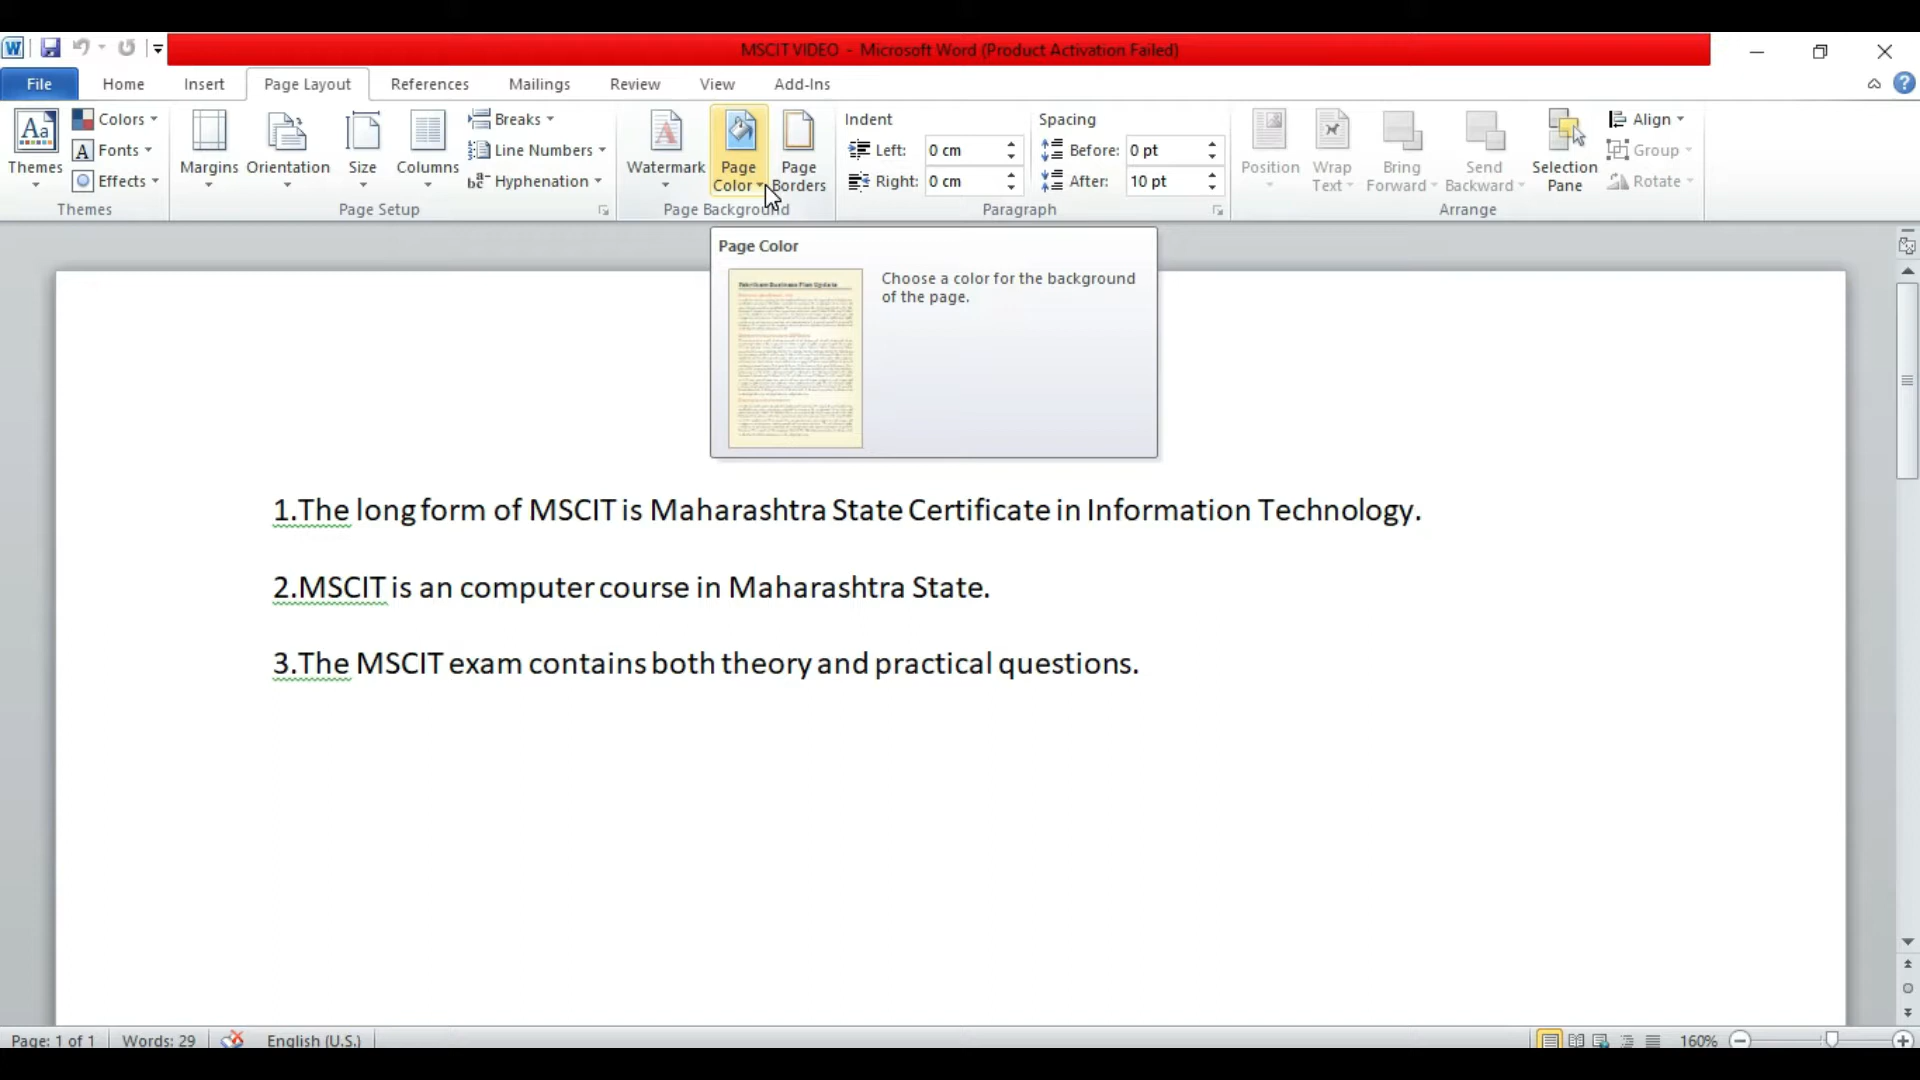 W
MSCIT VIDEO - Microsoft Word (Product Activation Failed)
File Home Insert Page Layout References Mailings Review View Add-Ins
Aa
Themes
Colors
Fonts
Effects
Themes
Margins
Orientation
Size
Columns
Breaks
Line Numbers
Hyphenation
Page Setup
Watermark
Page Color
Page Borders
Page Background
Indent
Left: 0 cm
Right: 0 cm
Spacing
Before: 0 pt
After: 10 pt
Paragraph
Position
Wrap Text
Bring Forward
Send Backward
Selection Pane
Align
Group
Rotate
Arrange
Page Color
Choose a color for the background
of the page.
1.The long form of MSCIT is Maharashtra State Certificate in Information Technology.
2.MSCIT is an computer course in Maharashtra State.
3.The MSCIT exam contains both theory and practical questions.
Page: 1 of 1 Words: 29 English (U.S.) 160%